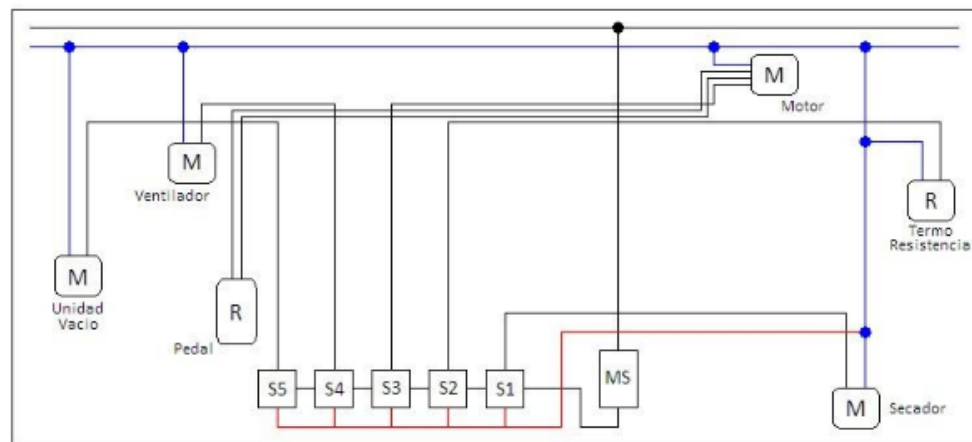 M
Motor
M
Ventilador
R
Termo
Resistencia
M
Unidad
Vacio
R
Pedal
S5
S4
S3
S2
S1
MS
M
Secador